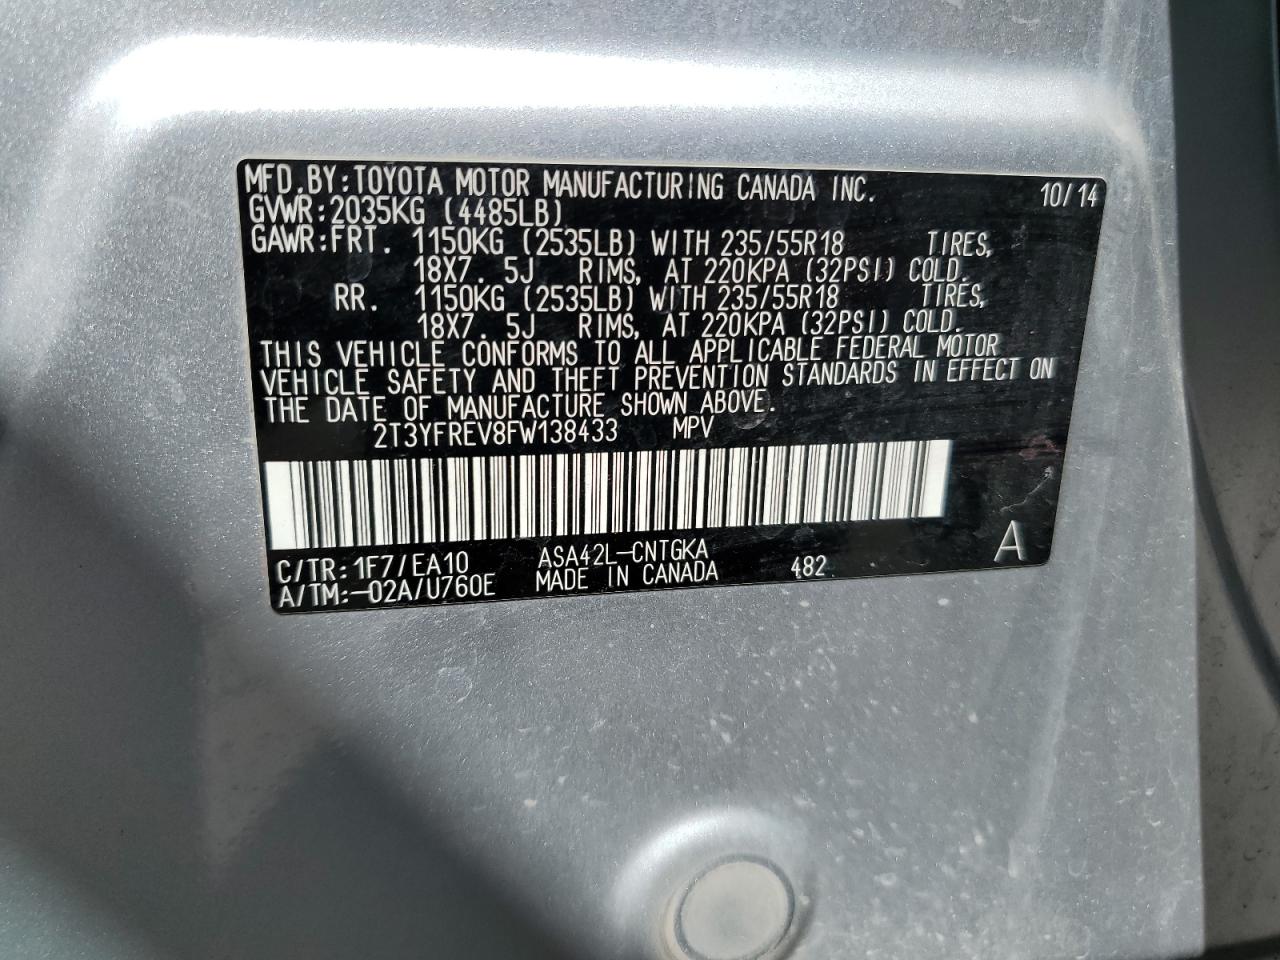 MFD.BY:TOYOTA MOTOR MANUFACTURING CANADA INC. 10/14
GVWR:2035KG (4485LB)
GAWR:FRT. 1150KG (2535LB) WITH 235/55R18 TIRES,
18X7.5J RIMS, AT 220KPA (32PSI) COLD.
RR. 1150KG (2535LB) WITH 235/55R18 TIRES,
18X7.5J RIMS, AT 220KPA (32PSI) COLD.
THIS VEHICLE CONFORMS TO ALL APPLICABLE FEDERAL MOTOR
VEHICLE SAFETY AND THEFT PREVENTION STANDARDS IN EFFECT ON
THE DATE OF MANUFACTURE SHOWN ABOVE.
2T3YFREV8FW138433 MPV
C/TR:1F7/EA10 ASA42L-CNTGKA A
A/TM:-02A/U760E MADE IN CANADA 482